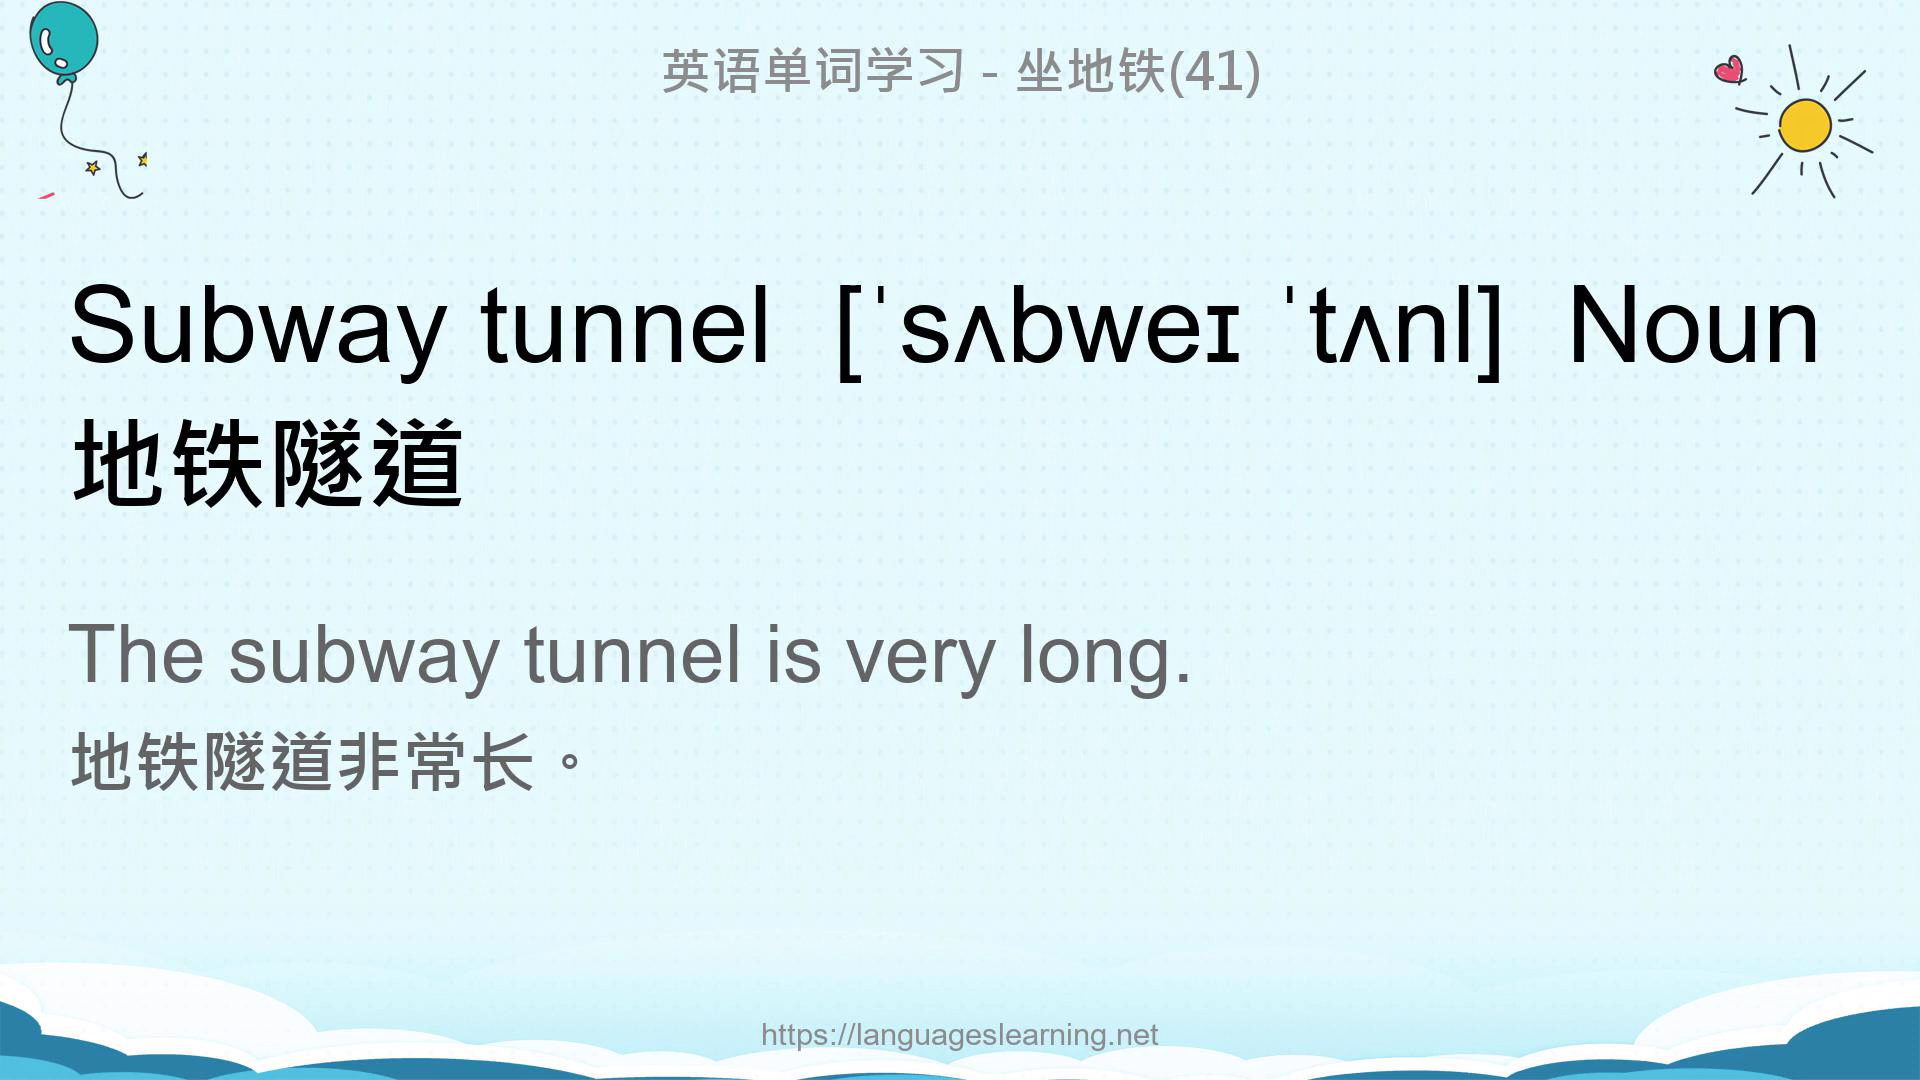 英语单词学习 - 坐地铁(41)
Subway tunnel [ˈsʌbweɪ ˈtʌnl] Noun
地铁隧道
The subway tunnel is very long.
地铁隧道非常长。
https://languageslearning.net